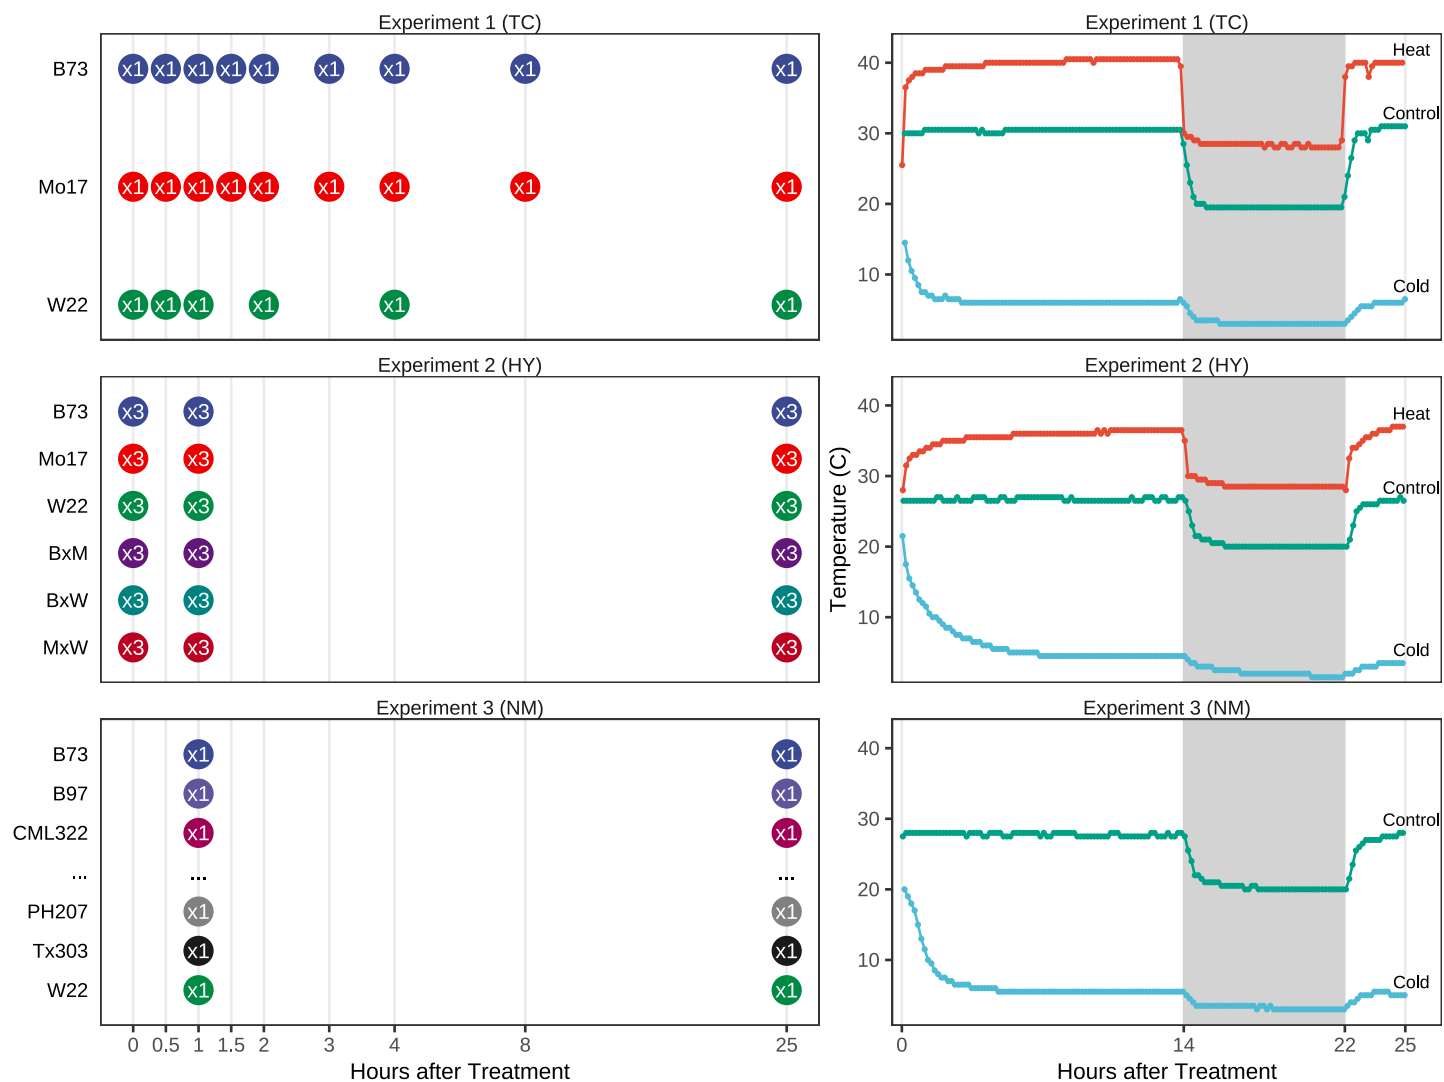 Experiment 1 (TC)
B73 x1 x1 x1 x1 x1 x1 x1 x1 x1
Mo17 x1 x1 x1 x1 x1 x1 x1 x1 x1
W22 x1 x1 x1 x1 x1 x1
Experiment 2 (HY)
B73 x3 x3 x3
Mo17 x3 x3 x3
W22 x3 x3 x3
BxM x3 x3 x3
BxW x3 x3 x3
MxW x3 x3 x3
Experiment 3 (NM)
B73 x1 x1
B97 x1 x1
CML322 x1 x1
... ... ...
PH207 x1 x1
Tx303 x1 x1
W22 x1 x1
0 0.5 1 1.5 2 3 4 8 25
Hours after Treatment
Temperature (C)
Experiment 1 (TC)
40 Heat
30 Control
20
10 Cold
Experiment 2 (HY)
40 Heat
30 Control
20
10 Cold
Experiment 3 (NM)
40
30 Control
20
10 Cold
0 14 22 25
Hours after Treatment